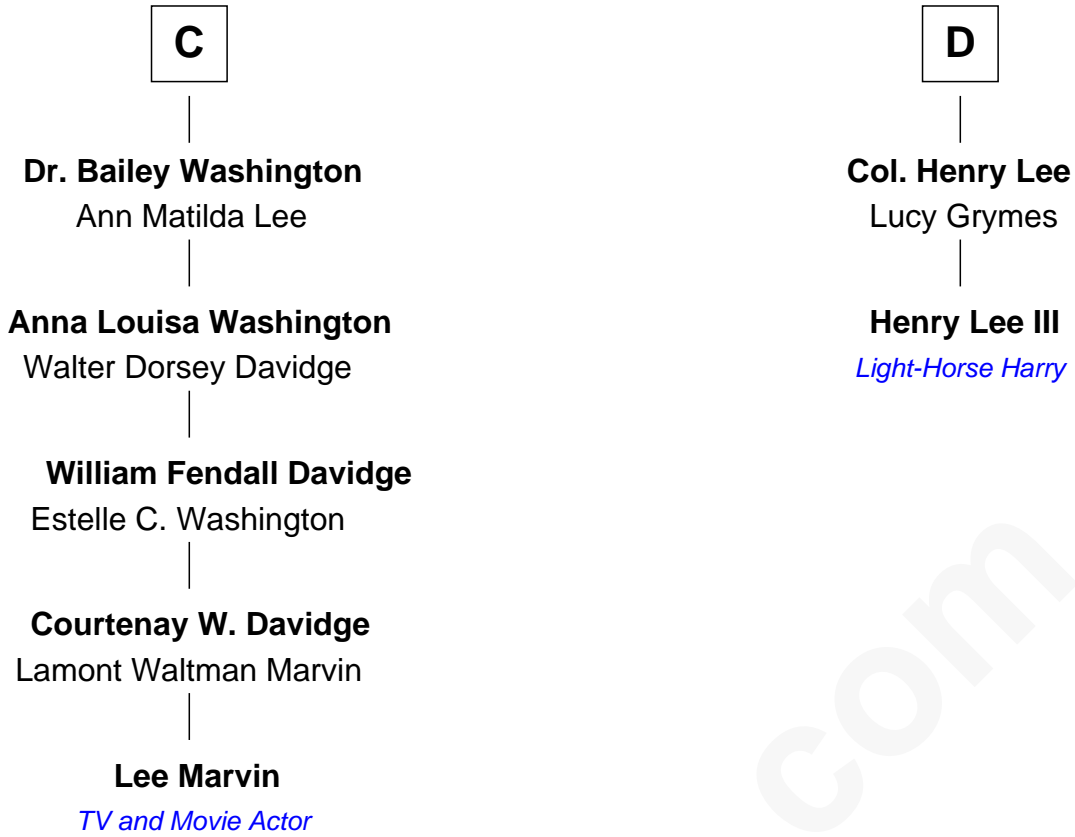 C
Dr. Bailey Washington
Ann Matilda Lee
Anna Louisa Washington
Walter Dorsey Davidge
William Fendall Davidge
Estelle C. Washington
Courtenay W. Davidge
Lamont Waltman Marvin
Lee Marvin
TV and Movie Actor
D
Col. Henry Lee
Lucy Grymes
Henry Lee III
Light-Horse Harry
com